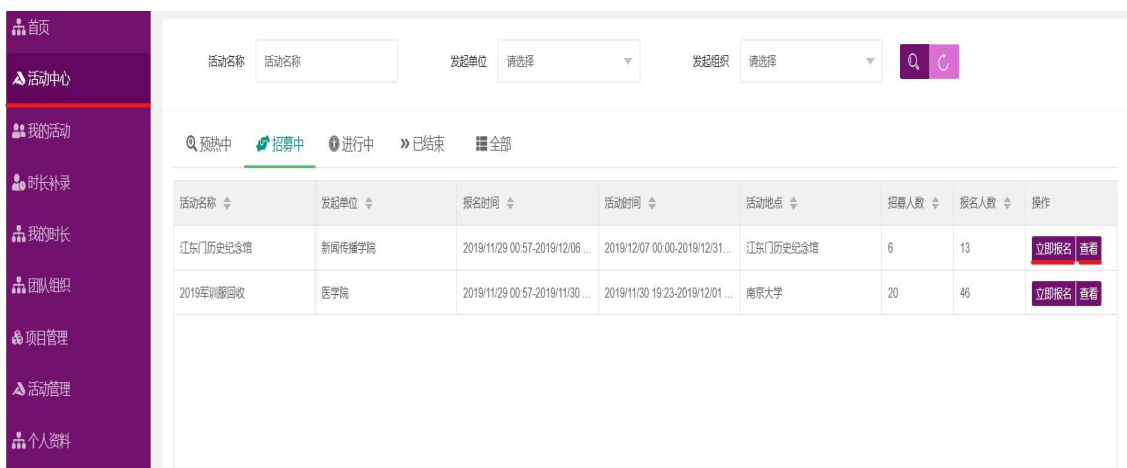 首页
活动中心
我的活动
时长补录
我的时长
团队组织
项目管理
活动管理
个人资料
活动名称 活动名称 发起单位 请选择 发起组织 请选择
预热中 招募中 进行中 已结束 全部
活动名称 发起单位 报名时间 活动时间 活动地点 招募人数 报名人数 操作
江东门历史纪念馆 新闻传播学院 2019/11/29 00:57-2019/12/06 ... 2019/12/07 00:00-2019/12/31... 江东门历史纪念馆 6 13 立即报名 查看
2019军训服回收 医学院 2019/11/29 00:57-2019/11/30 ... 2019/11/30 19:23-2019/12/01 ... 南京大学 20 46 立即报名 查看